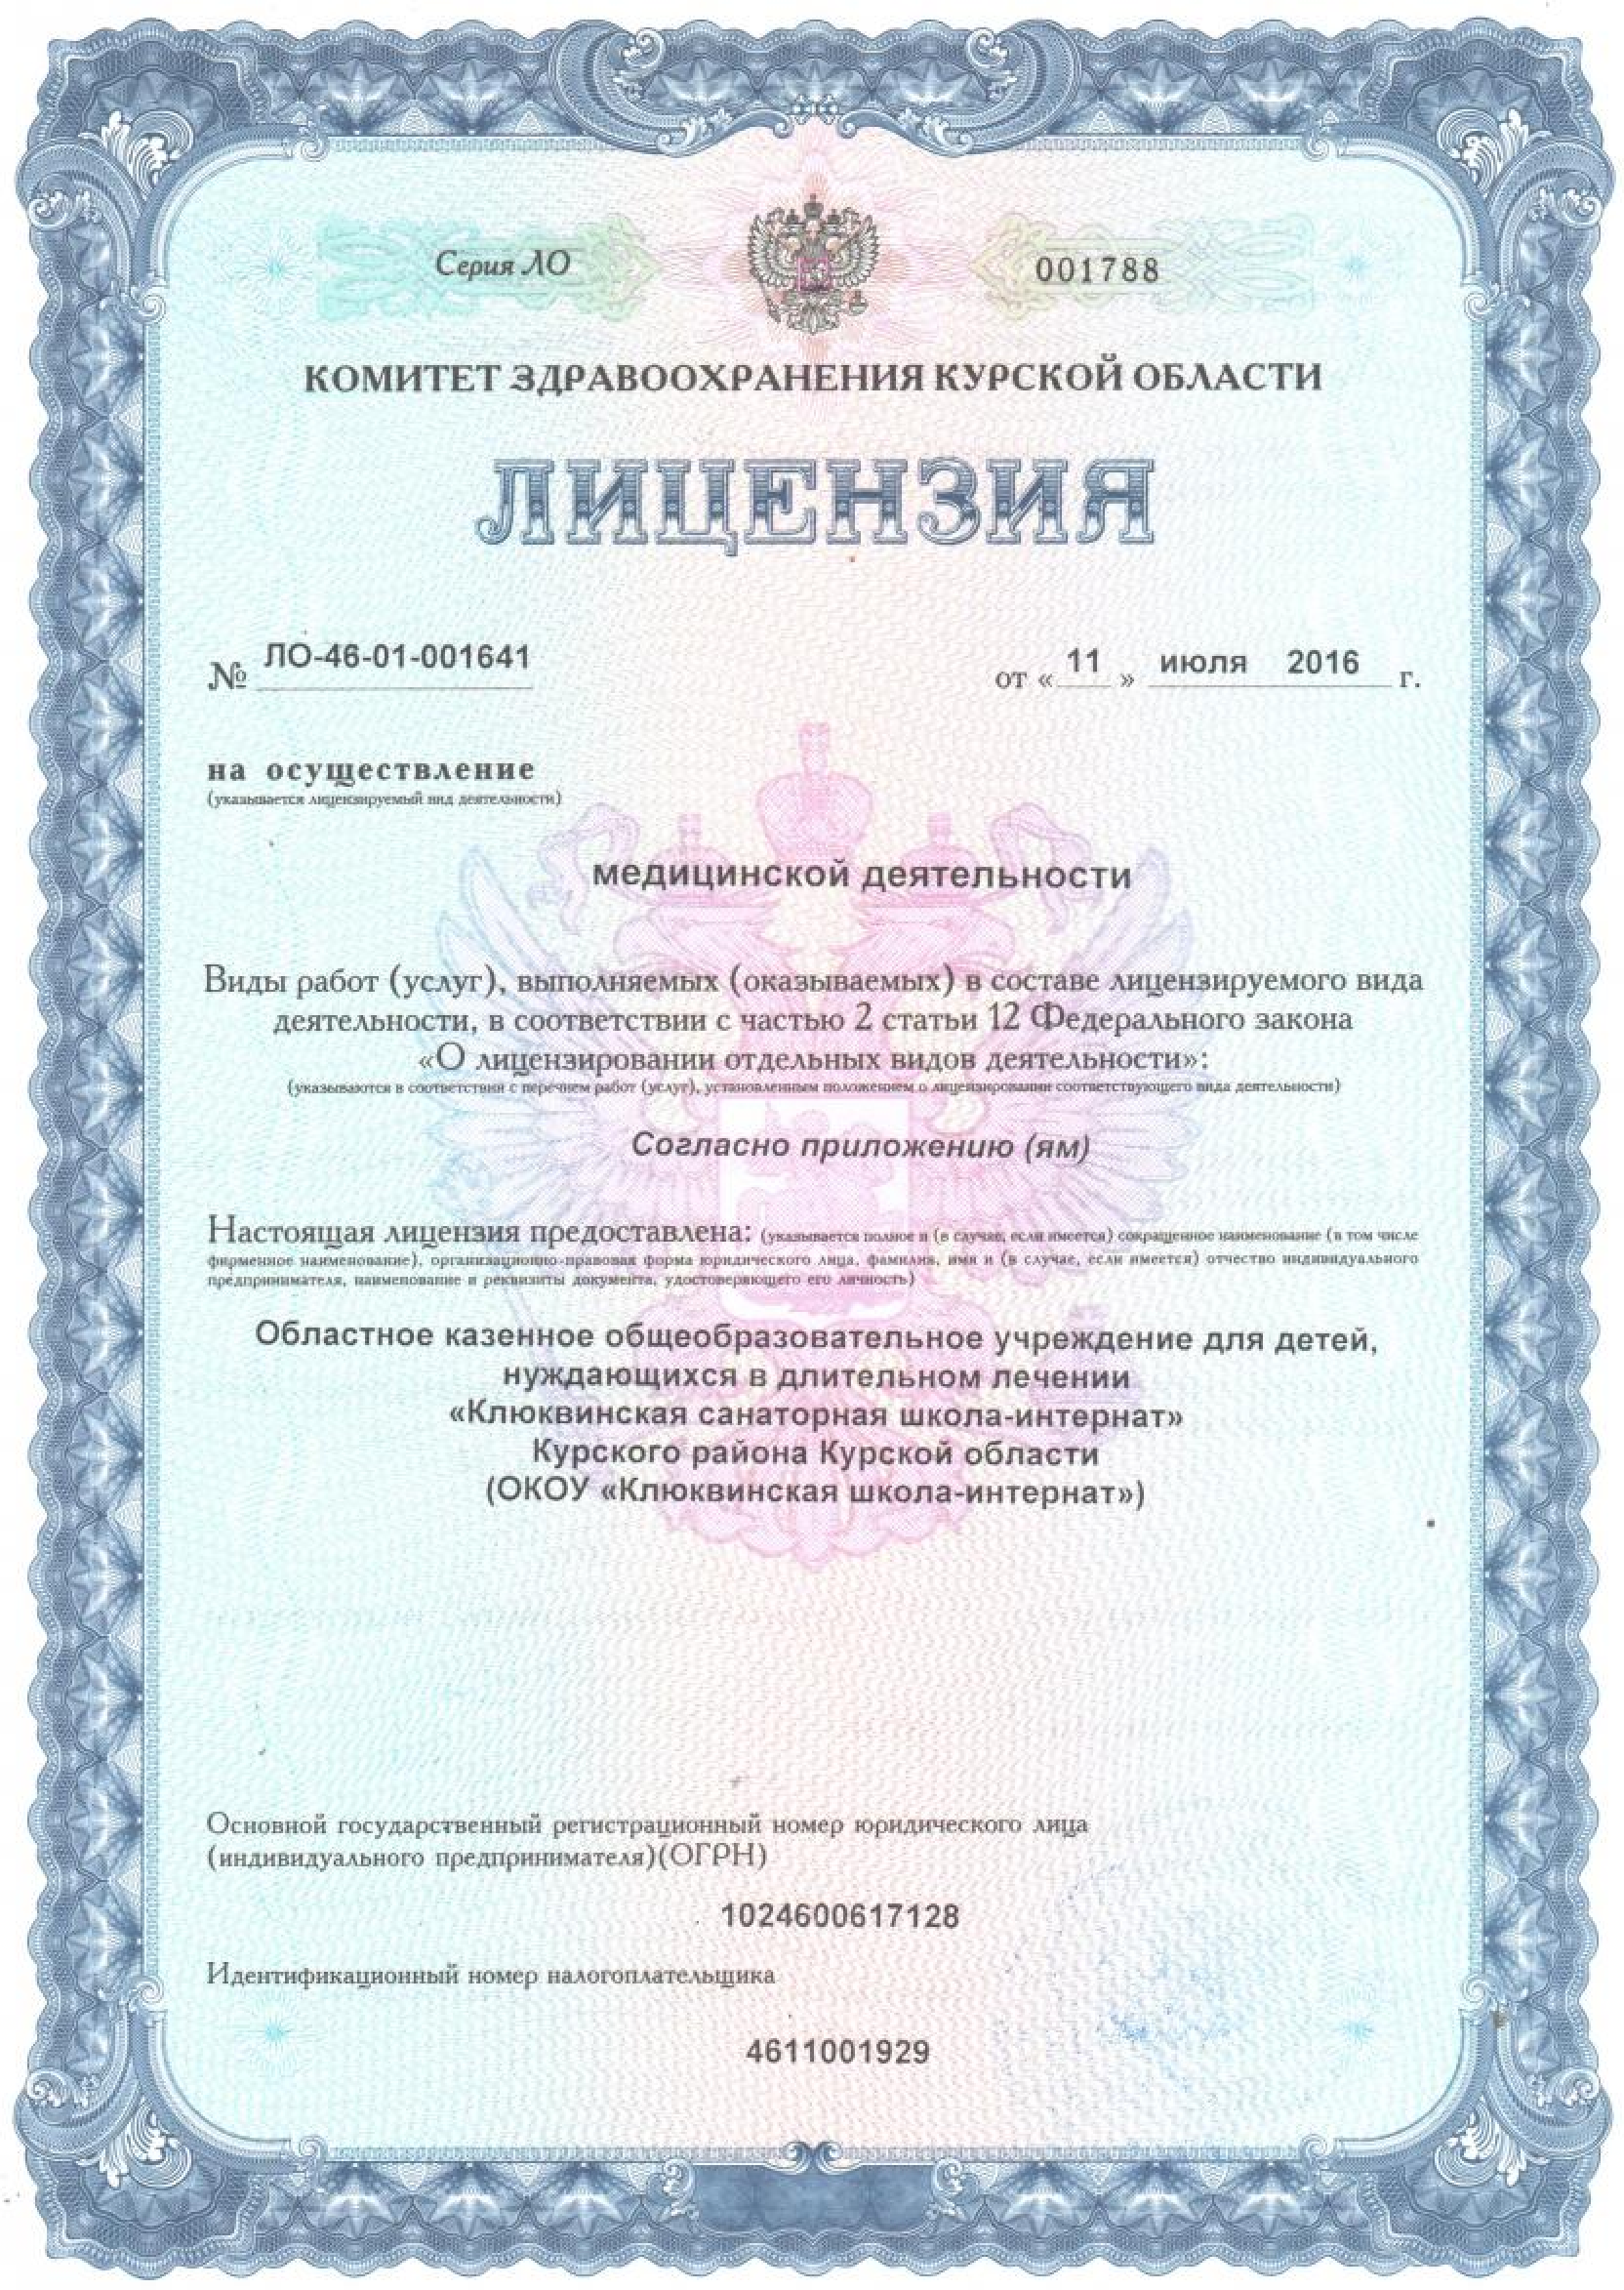 Серия ЛО
001788
КОМИТЕТ ЗДРАВООХРАНЕНИЯ КУРСКОЙ ОБЛАСТИ
ЛИЦЕНЗИЯ
№ ЛО-46-01-001641 от « 11 » июля 2016 г.
на осуществление
(указывается лицензируемый вид деятельности)
медицинской деятельности
Виды работ (услуг), выполняемых (оказываемых) в составе лицензируемого вида
деятельности, в соответствии с частью 2 статьи 12 Федерального закона
«О лицензировании отдельных видов деятельности»:
(указываются в соответствии с перечнем работ (услуг), установленным положением о лицензировании соответствующего вида деятельности)
Согласно приложению (ям)
Настоящая лицензия предоставлена: (указывается полное и (в случае, если имеется) сокращенное наименование (в том числе
фирменное наименование), организационно-правовая форма юридического лица, фамилия, имя и (в случае, если имеется) отчество индивидуального
предпринимателя, наименование и реквизиты документа, удостоверяющего его личность)
Областное казенное общеобразовательное учреждение для детей,
нуждающихся в длительном лечении
«Клюквинская санаторная школа-интернат»
Курского района Курской области
(ОКОУ «Клюквинская школа-интернат»)
Основной государственный регистрационный номер юридического лица
(индивидуального предпринимателя)(ОГРН)
1024600617128
Идентификационный номер налогоплательщика
4611001929